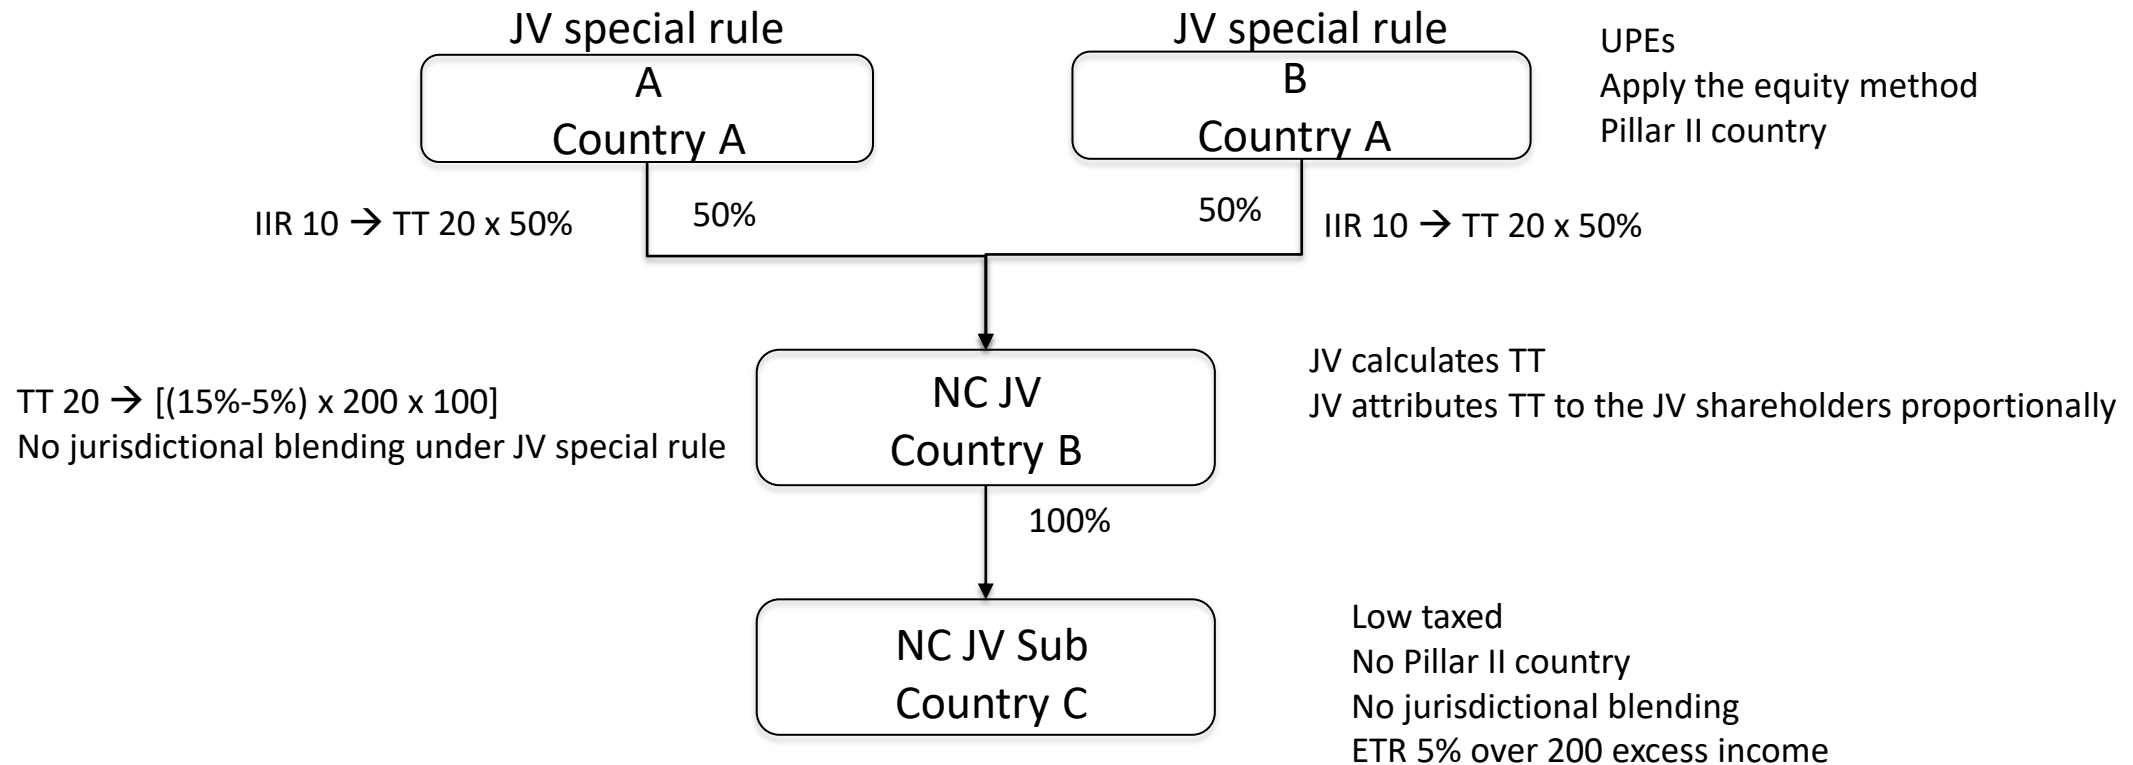 JV special rule
A
Country A
JV special rule
B
Country A
UPEs
Apply the equity method
Pillar II country
IIR 10 → TT 20 x 50%
50%
50%
IIR 10 → TT 20 x 50%
TT 20 → [(15%-5%) x 200 x 100]
No jurisdictional blending under JV special rule
NC JV
Country B
JV calculates TT
JV attributes TT to the JV shareholders proportionally
100%
NC JV Sub
Country C
Low taxed
No Pillar II country
No jurisdictional blending
ETR 5% over 200 excess income